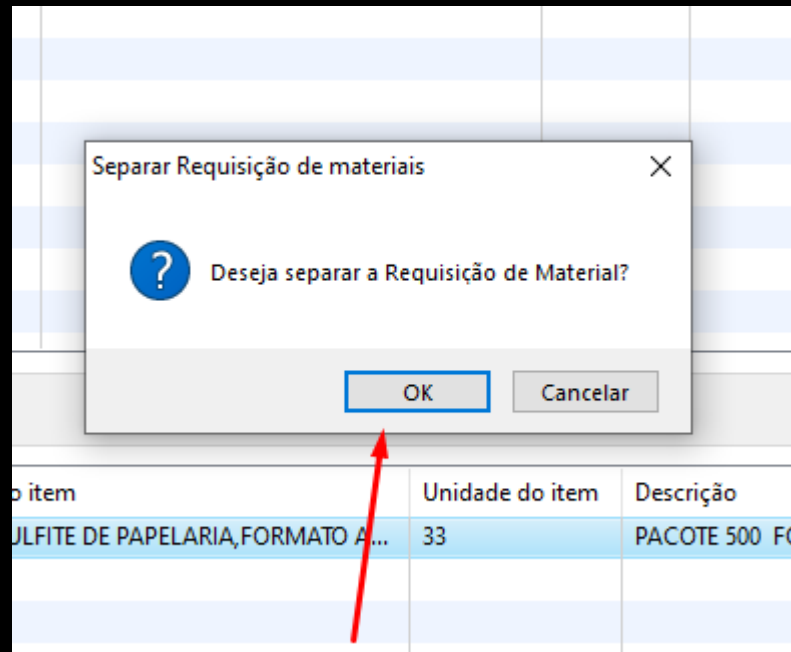 Separar Requisição de materiais
Deseja separar a Requisição de Material?
OK Cancelar
item Unidade do item Descrição
DE PAPELARIA,FORMATO A... 33 PACOTE 500